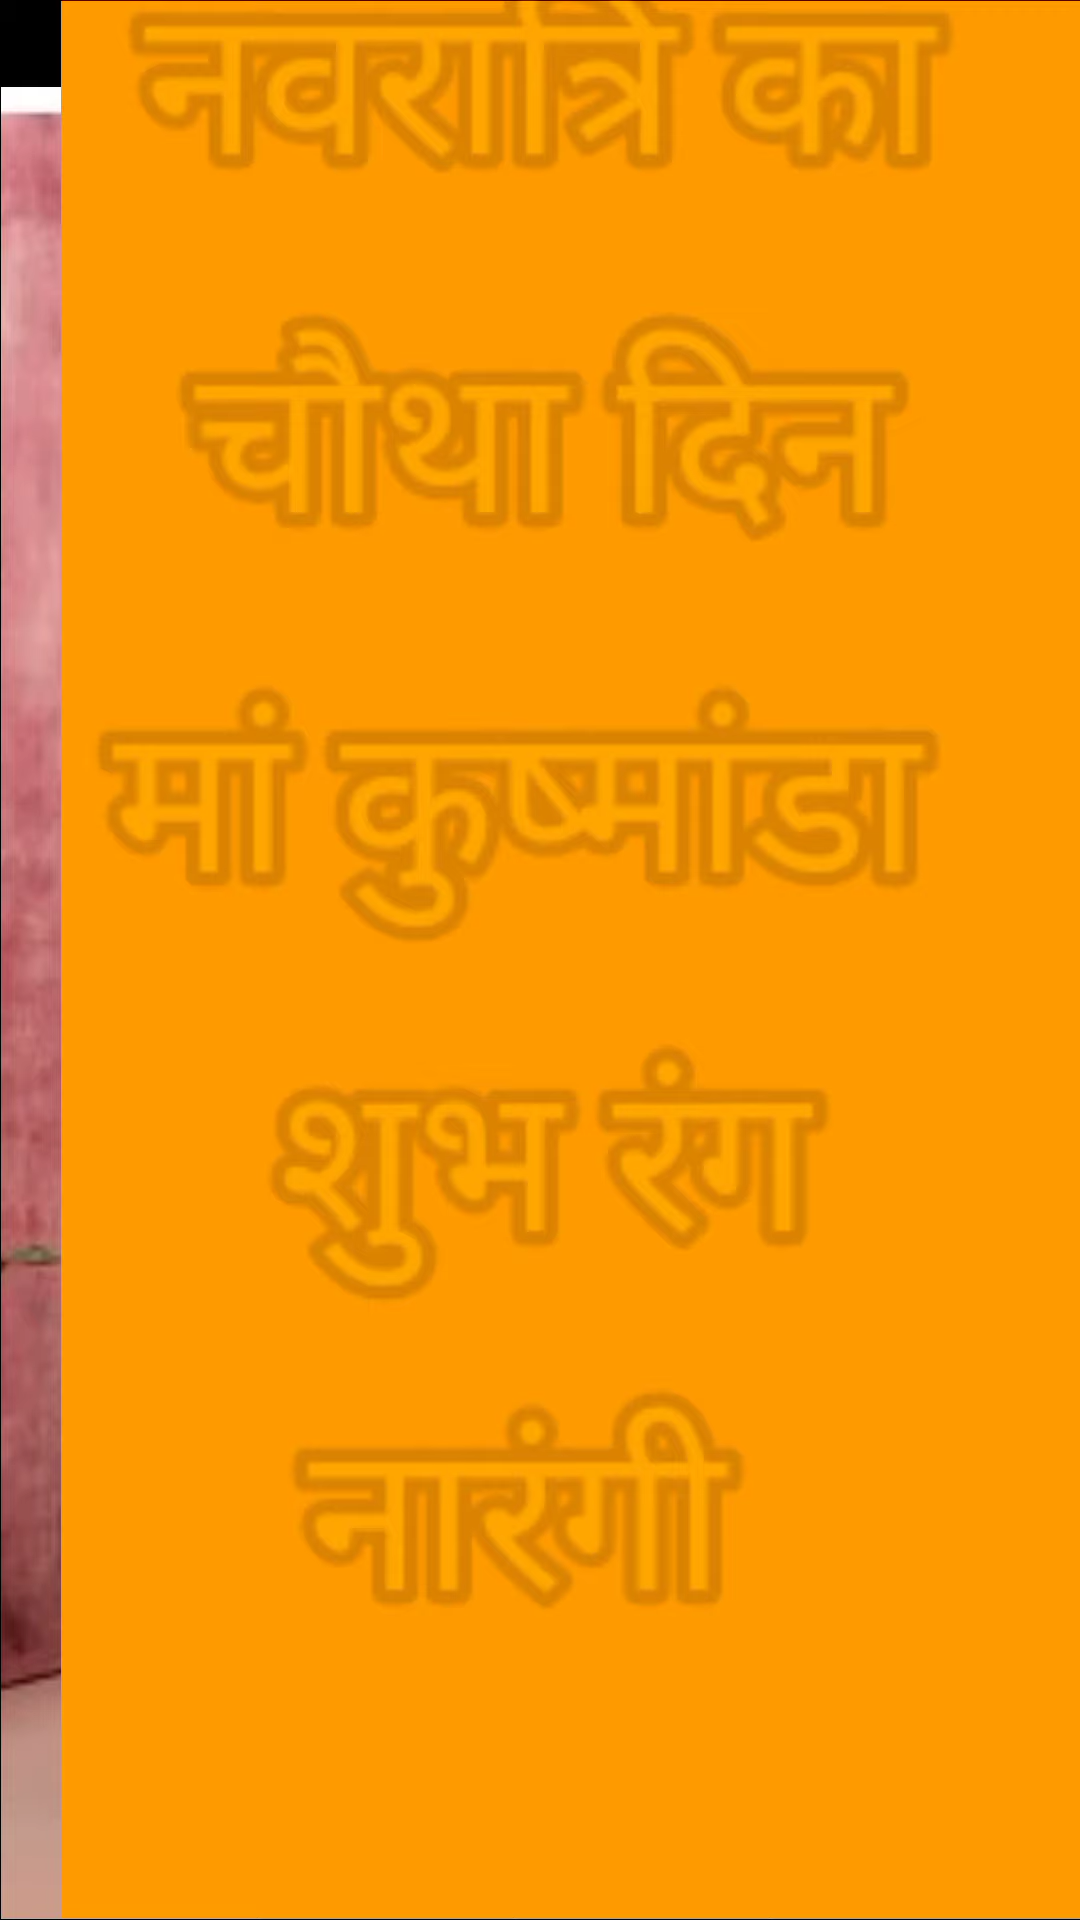 नवरात्रि का
चौथा दिन
मां कुष्मांडा
शुभ रंग
नारंगी